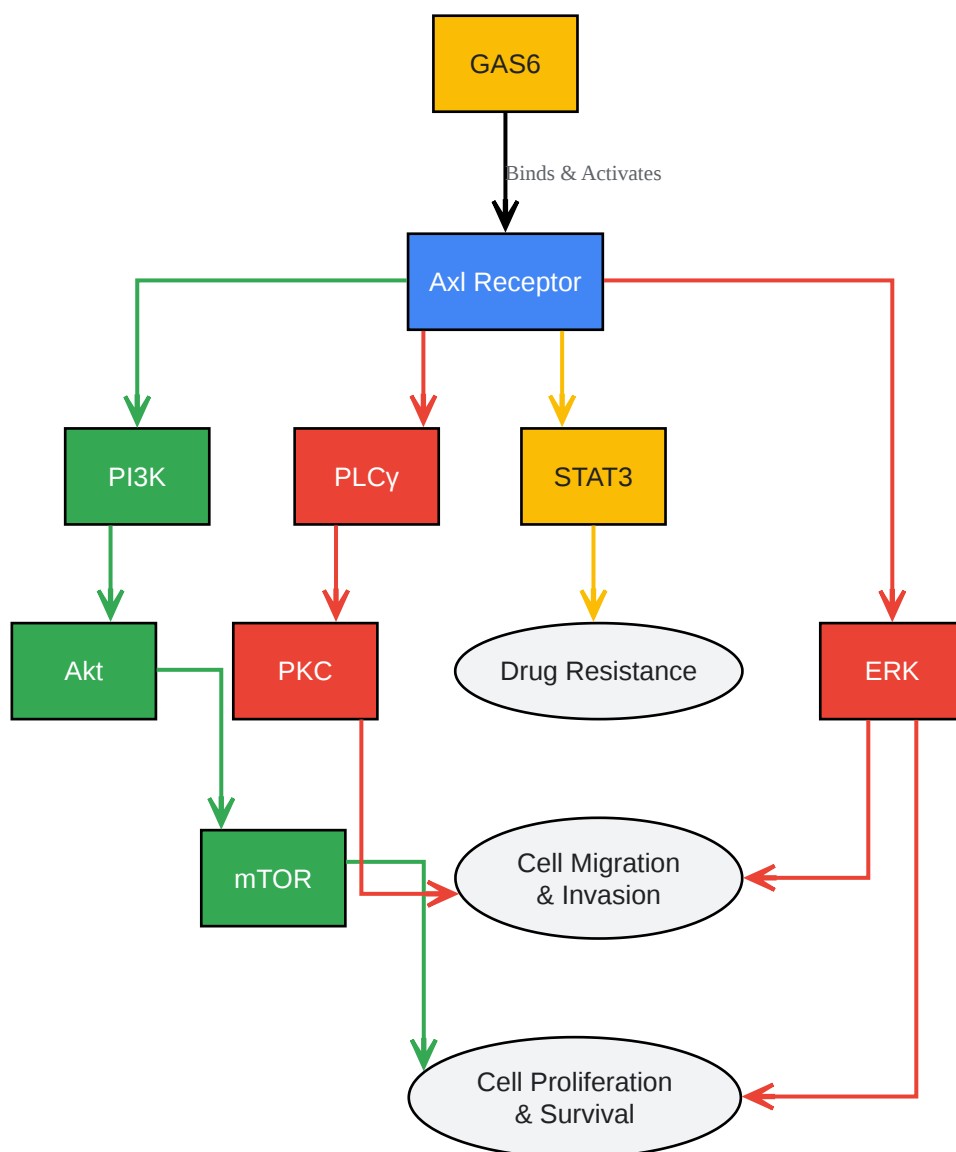 GAS6
Binds & Activates
Axl Receptor
PI3K
PLCγ
STAT3
Akt
PKC
Drug Resistance
ERK
mTOR
Cell Migration
& Invasion
Cell Proliferation
& Survival